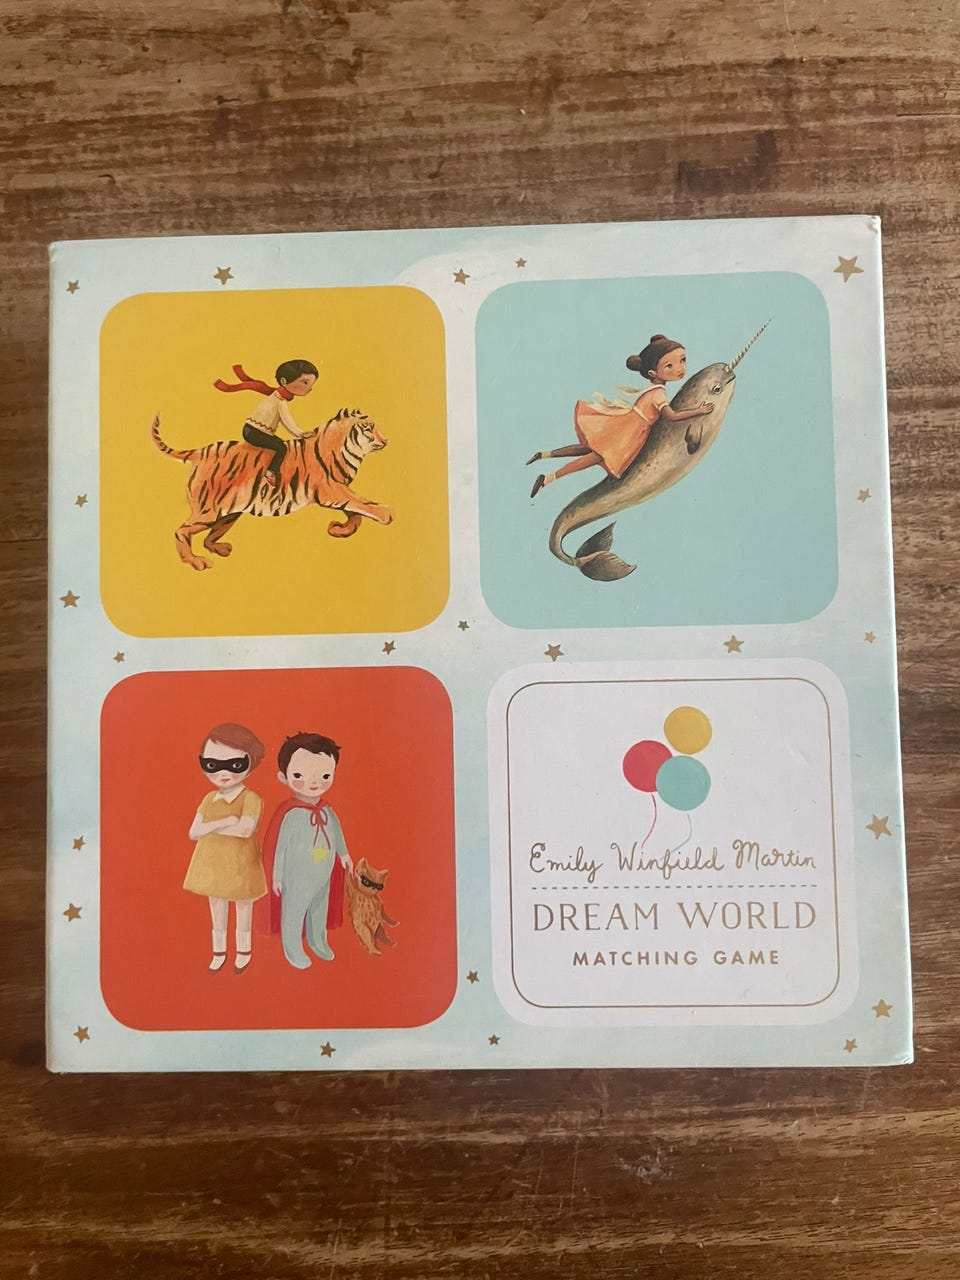 Emily Winfield Martin
DREAM WORLD
MATCHING GAME